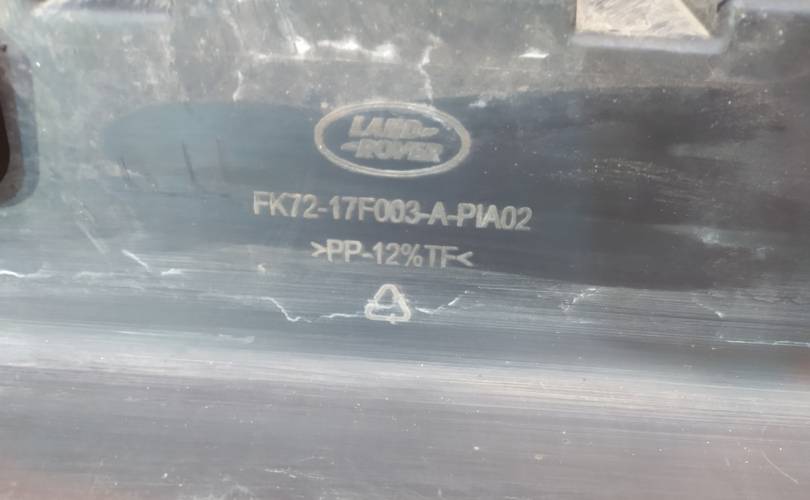 LAND-
-ROVER
FK72-17F003-A-PIA02
>PP-12%TF<